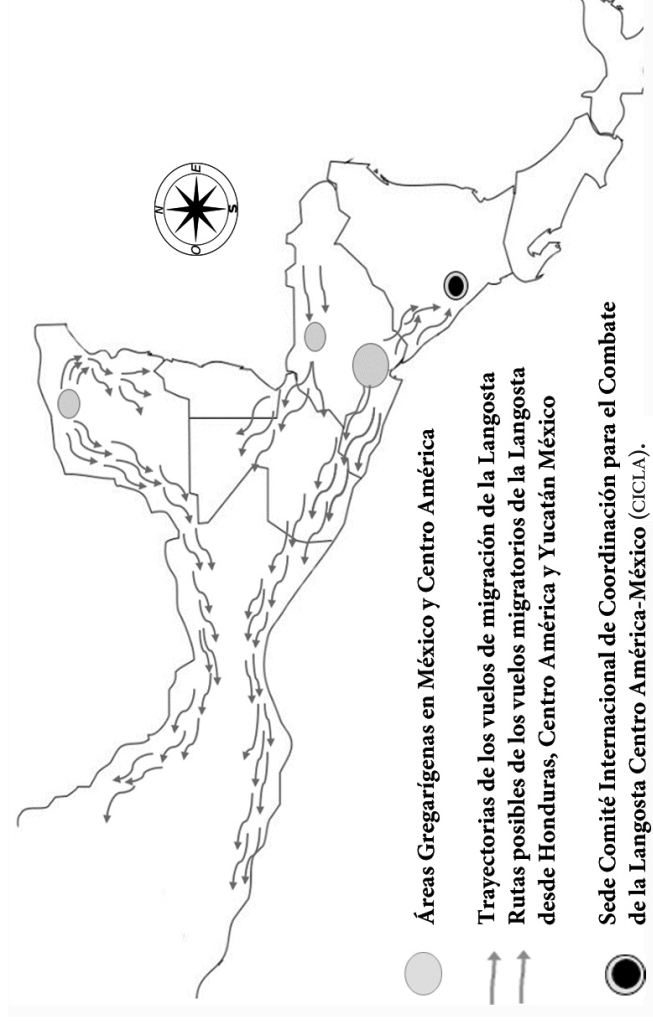 N
E
S
O
Áreas Gregarígenas en México y Centro América
Trayectorias de los vuelos de migración de la Langosta
Rutas posibles de los vuelos migratorios de la Langosta
desde Honduras, Centro América y Yucatán México
Sede Comité Internacional de Coordinación para el Combate
de la Langosta Centro América-México (CICLA).